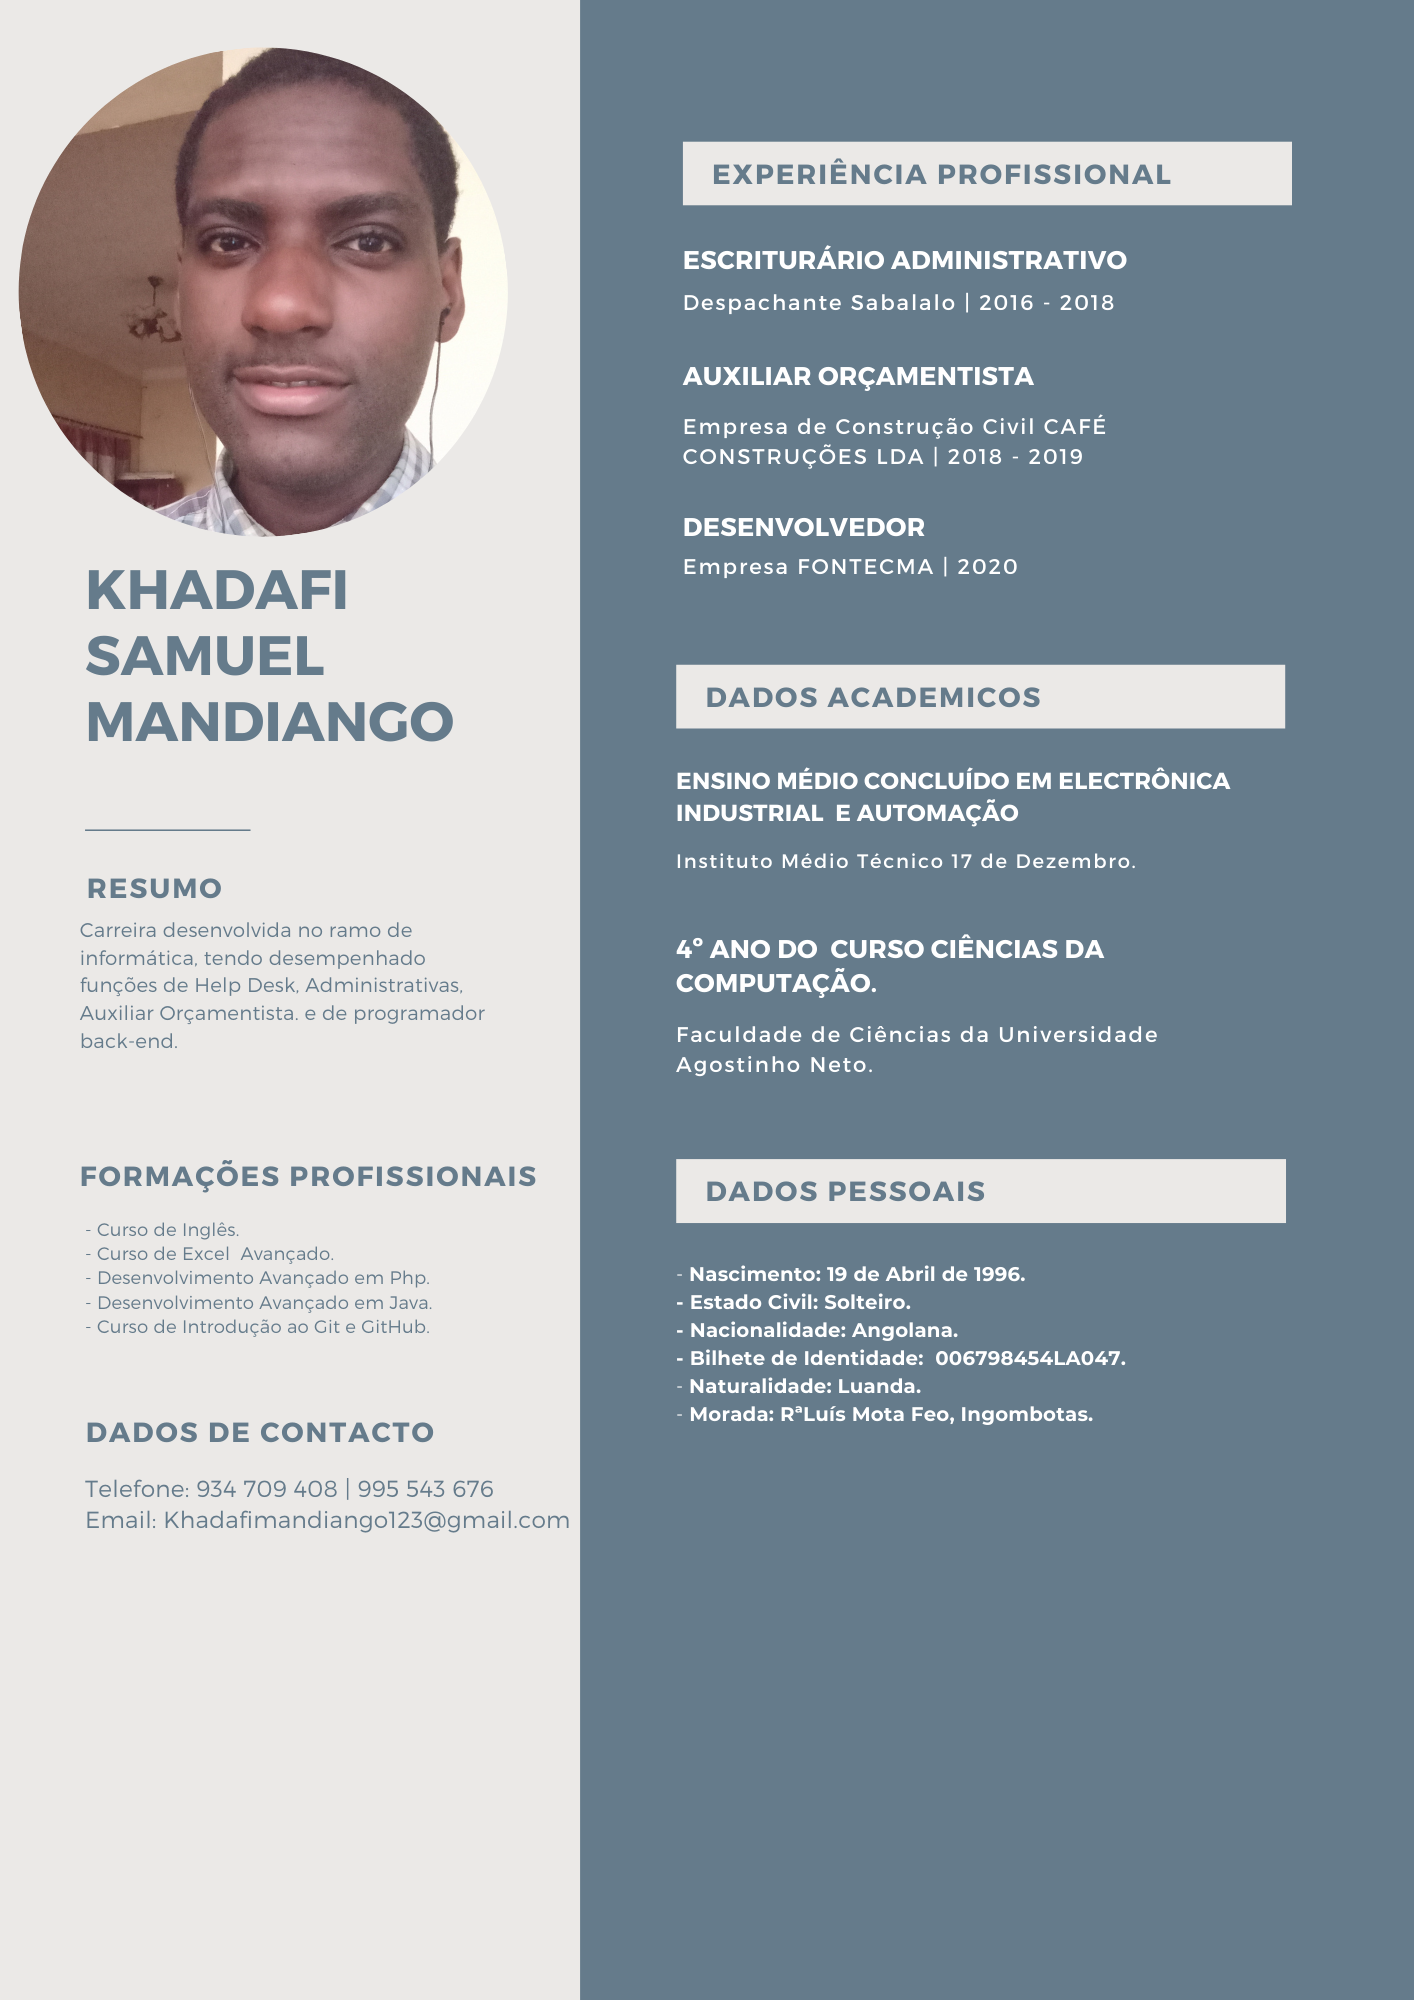 KHADAFI
SAMUEL
MANDIANGO
RESUMO
Carreira desenvolvida no ramo de
informática, tendo desempenhado
funções de Help Desk, Administrativas,
Auxiliar Orçamentista. e de programador
back-end.
FORMAÇÕES PROFISSIONAIS
- Curso de Inglês.
- Curso de Excel  Avançado.
- Desenvolvimento Avançado em Php.
- Desenvolvimento Avançado em Java.
- Curso de Introdução ao Git e GitHub.
DADOS DE CONTACTO
Telefone: 934 709 408 | 995 543 676
Email: Khadafimandiango123@gmail.com
EXPERIÊNCIA PROFISSIONAL
ESCRITURÁRIO ADMINISTRATIVO
Despachante Sabalalo | 2016 - 2018
AUXILIAR ORÇAMENTISTA
Empresa de Construção Civil CAFÉ
CONSTRUÇÕES LDA | 2018 - 2019
DESENVOLVEDOR
Empresa FONTECMA | 2020
DADOS ACADEMICOS
ENSINO MÉDIO CONCLUÍDO EM ELECTRÔNICA
INDUSTRIAL  E AUTOMAÇÃO
Instituto Médio Técnico 17 de Dezembro.
4º ANO DO  CURSO CIÊNCIAS DA
COMPUTAÇÃO.
Faculdade de Ciências da Universidade
Agostinho Neto.
DADOS PESSOAIS
- Nascimento: 19 de Abril de 1996.
- Estado Civil: Solteiro.
- Nacionalidade: Angolana.
- Bilhete de Identidade:  006798454LA047.
- Naturalidade: Luanda.
- Morada: RªLuís Mota Feo, Ingombotas.